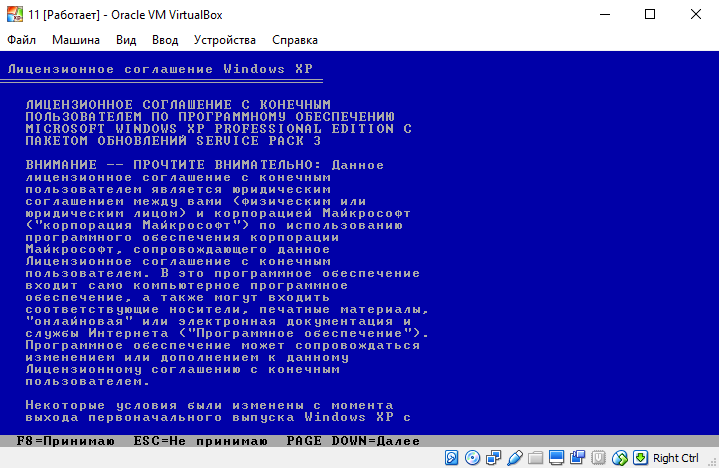 11 [Работает] - Oracle VM VirtualBox
Файл Машина Вид Ввод Устройства Справка
Лицензионное соглашение Windows XP
ЛИЦЕНЗИОННОЕ СОГЛАШЕНИЕ С КОНЕЧНЫМ
ПОЛЬЗОВАТЕЛЕМ ПО ПРОГРАММНОМУ ОБЕСПЕЧЕНИЮ
MICROSOFT WINDOWS XP PROFESSIONAL EDITION С
ПАКЕТОМ ОБНОВЛЕНИЙ SERVICE PACK 3
ВНИМАНИЕ -- ПРОЧТИТЕ ВНИМАТЕЛЬНО: Данное
лицензионное соглашение с конечным
пользователем является юридическим
соглашением между вами (физическим или
юридическим лицом) и корпорацией Майкрософт
("корпорация Майкрософт") по использованию
программного обеспечения корпорации
Майкрософт, сопровождающего данное
Лицензионное соглашение с конечным
пользователем. В это программное обеспечение
входит само компьютерное программное
обеспечение, а также могут входить
соответствующие носители, печатные материалы,
"онлайновая" или электронная документация и
службы Интернета ("Программное обеспечение").
Программное обеспечение может сопровождаться
изменением или дополнением к данному
Лицензионному соглашению с конечным
пользователем.
Некоторые условия были изменены с момента
выхода первоначального выпуска Windows XP с
F8=Принимаю ESC=Не принимаю PAGE DOWN=Далее
Right Ctrl